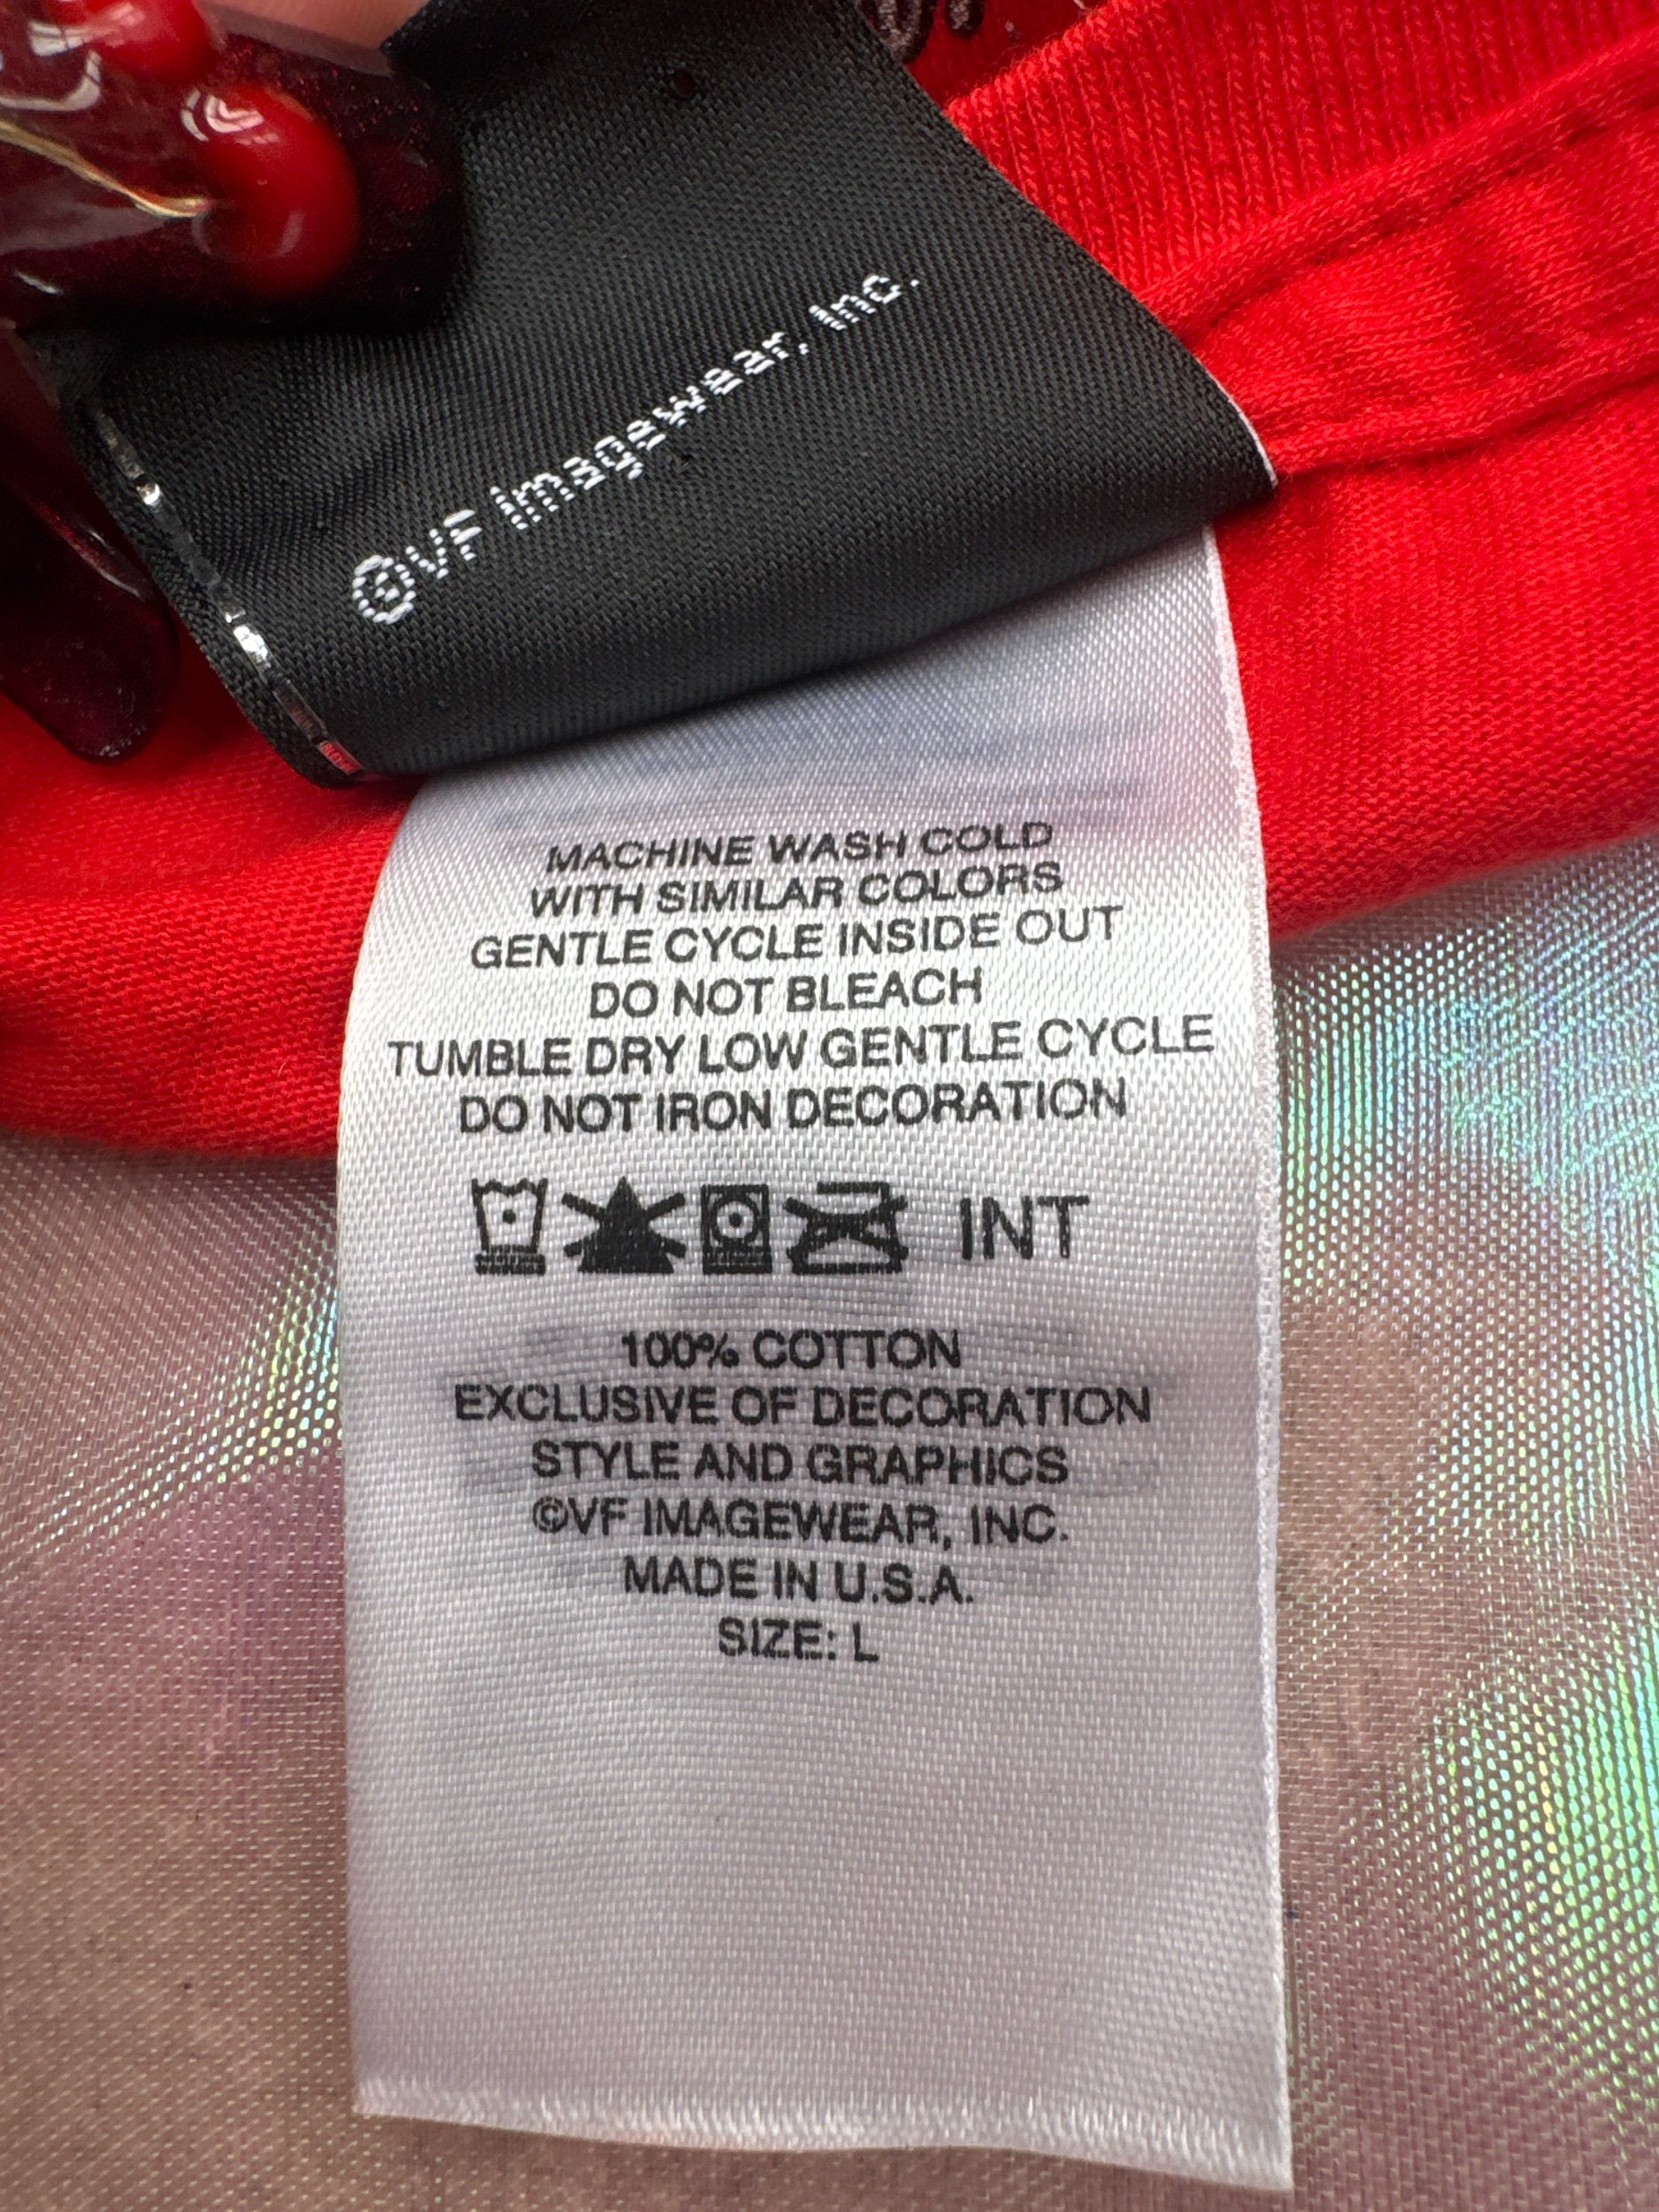 ©VF Imagewear, Inc.
MACHINE WASH COLD
WITH SIMILAR COLORS
GENTLE CYCLE INSIDE OUT
DO NOT BLEACH
TUMBLE DRY LOW GENTLE CYCLE
DO NOT IRON DECORATION
INT
100% COTTON
EXCLUSIVE OF DECORATION
STYLE AND GRAPHICS
©VF IMAGEWEAR, INC.
MADE IN U.S.A.
SIZE: L